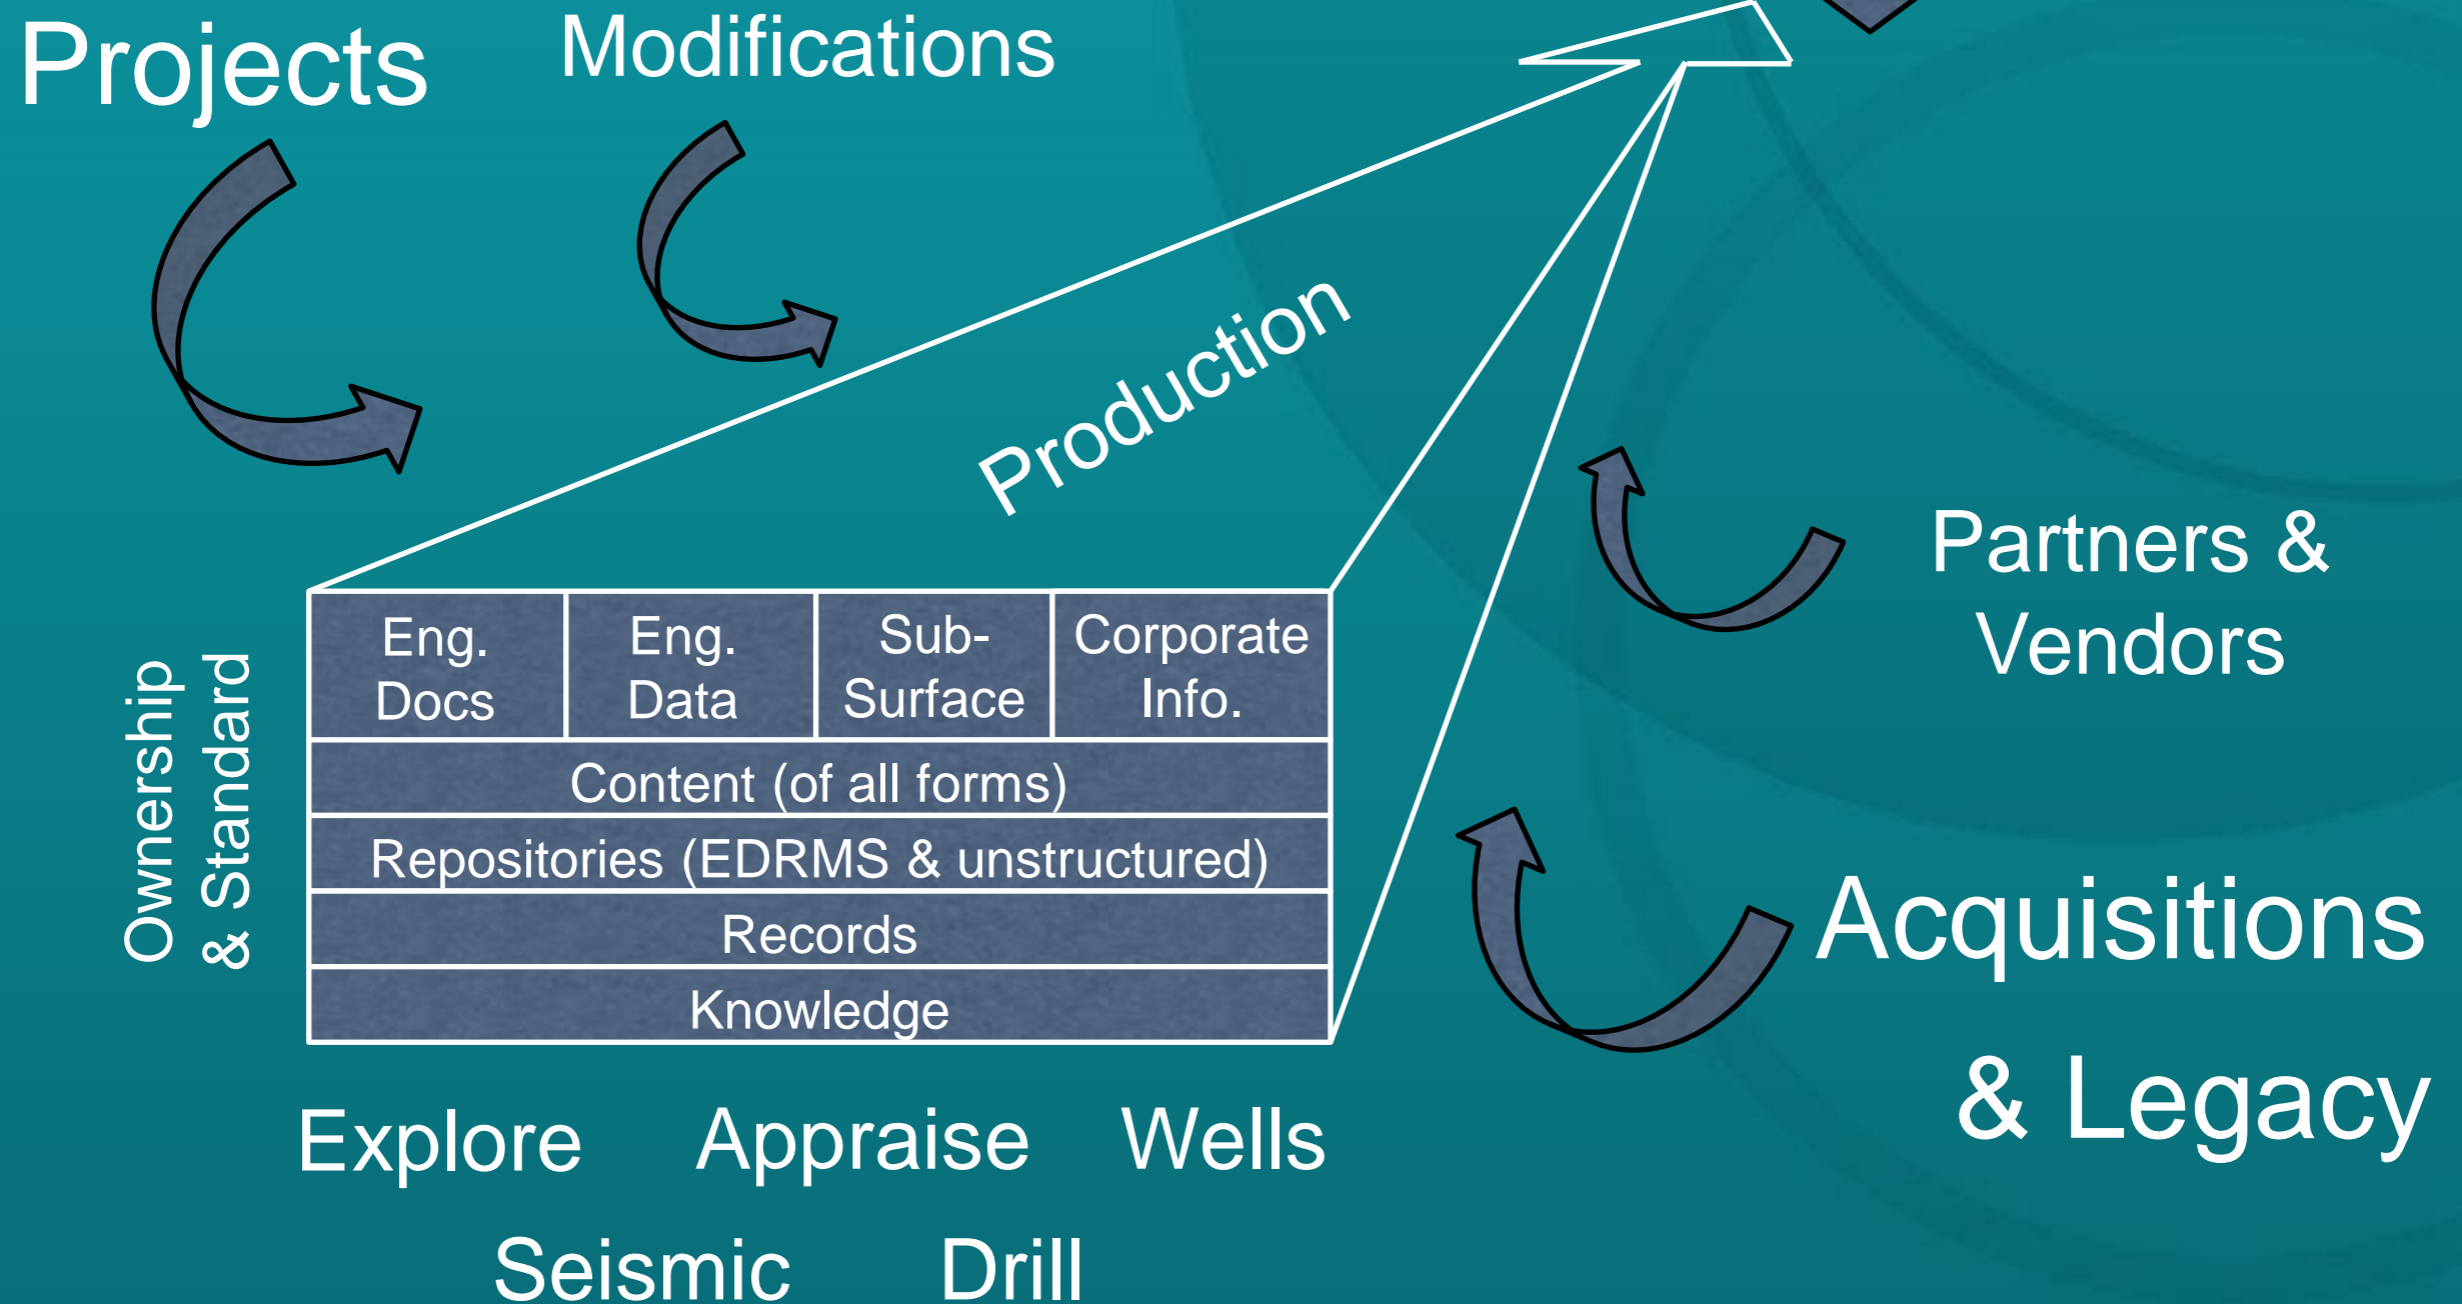 Projects
Modifications
Production
Partners &
Vendors
Ownership
& Standard
Eng.
Docs
Eng.
Data
Sub-
Surface
Corporate
Info.
Content (of all forms)
Repositories (EDRMS & unstructured)
Records
Knowledge
Acquisitions
& Legacy
Explore
Appraise
Wells
Seismic
Drill